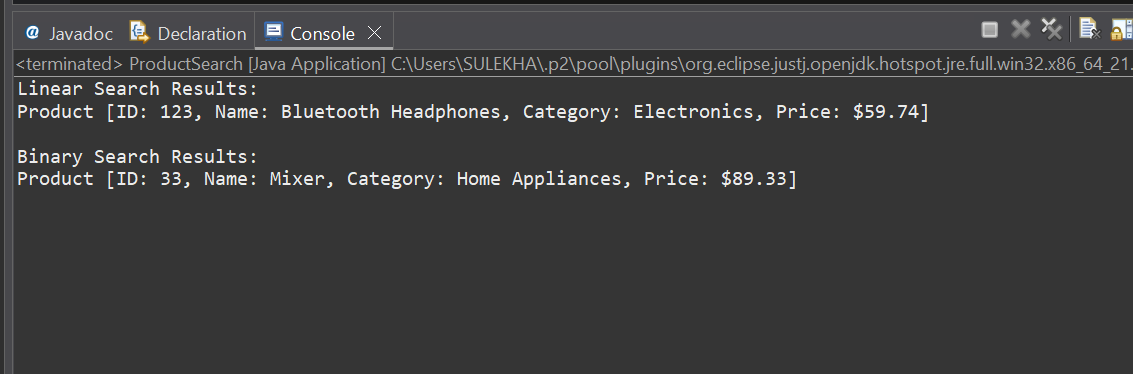 @ Javadoc Declaration Console
<terminated> ProductSearch [Java Application] C:\Users\SULEKHA\.p2\pool\plugins\org.eclipse.justj.openjdk.hotspot.jre.full.win32.x86_64_21.
Linear Search Results:
Product [ID: 123, Name: Bluetooth Headphones, Category: Electronics, Price: $59.74]
Binary Search Results:
Product [ID: 33, Name: Mixer, Category: Home Appliances, Price: $89.33]